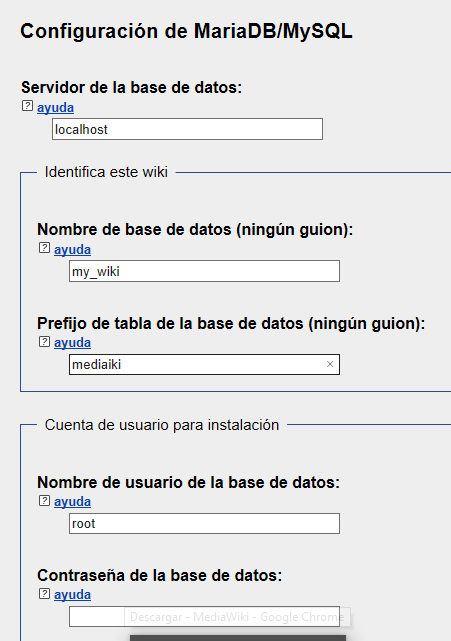 Configuración de MariaDB/MySQL
Servidor de la base de datos:
? ayuda
localhost
Identifica este wiki
Nombre de base de datos (ningún guion):
? ayuda
my_wiki
Prefijo de tabla de la base de datos (ningún guion):
? ayuda
mediaiki ×
Cuenta de usuario para instalación
Nombre de usuario de la base de datos:
? ayuda
root
Contraseña de la base de datos:
? ayuda
Descargar - MediaWiki - Google Chrome